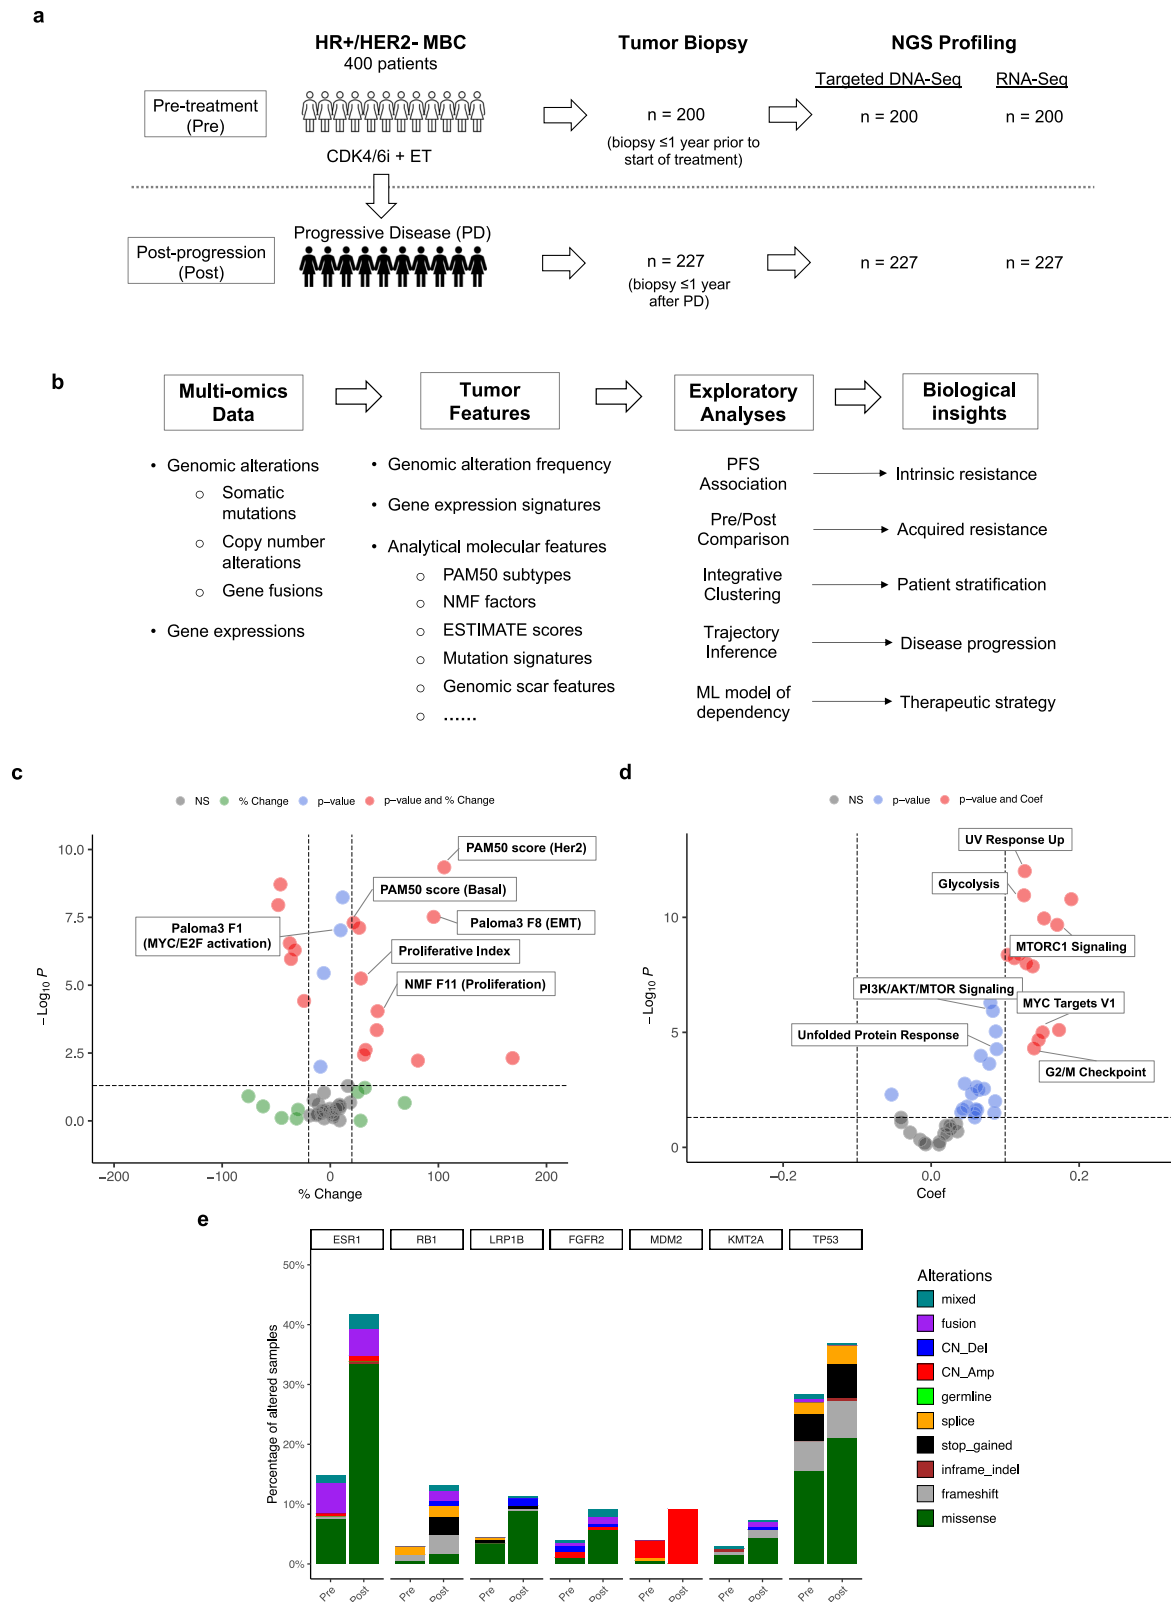 a
HR+/HER2- MBC
400 patients
Tumor Biopsy
NGS Profiling
Targeted DNA-Seq
RNA-Seq
Pre-treatment
(Pre)
n = 200
(biopsy ≤1 year prior to
start of treatment)
n = 200
n = 200
CDK4/6i + ET
Post-progression
(Post)
Progressive Disease (PD)
n = 227
(biopsy ≤1 year
after PD)
n = 227
n = 227
b
Multi-omics
Data
Tumor
Features
Exploratory
Analyses
Biological
insights
• Genomic alterations
○ Somatic
mutations
○ Copy number
alterations
○ Gene fusions
• Gene expressions
• Genomic alteration frequency
• Gene expression signatures
• Analytical molecular features
○ PAM50 subtypes
○ NMF factors
○ ESTIMATE scores
○ Mutation signatures
○ Genomic scar features
○ ......
PFS
Association
Intrinsic resistance
Pre/Post
Comparison
Acquired resistance
Integrative
Clustering
Patient stratification
Trajectory
Inference
Disease progression
ML model of
dependency
Therapeutic strategy
c
NS
% Change
p−value
p−value and % Change
10.0
7.5
5.0
2.5
0.0
−Log10 P
PAM50 score (Her2)
PAM50 score (Basal)
Paloma3 F1
(MYC/E2F activation)
Paloma3 F8 (EMT)
Proliferative Index
NMF F11 (Proliferation)
−200
−100
0
100
200
% Change
d
NS
p−value
p−value and Coef
10
5
0
−Log10 P
UV Response Up
Glycolysis
MTORC1 Signaling
PI3K/AKT/MTOR Signaling
MYC Targets V1
Unfolded Protein Response
G2/M Checkpoint
−0.2
0.0
0.2
Coef
e
ESR1
RB1
LRP1B
FGFR2
MDM2
KMT2A
TP53
50%
40%
30%
20%
10%
0%
Percentage of altered samples
Pre
Post
Pre
Post
Pre
Post
Pre
Post
Pre
Post
Pre
Post
Pre
Post
Alterations
mixed
fusion
CN_Del
CN_Amp
germline
splice
stop_gained
inframe_indel
frameshift
missense